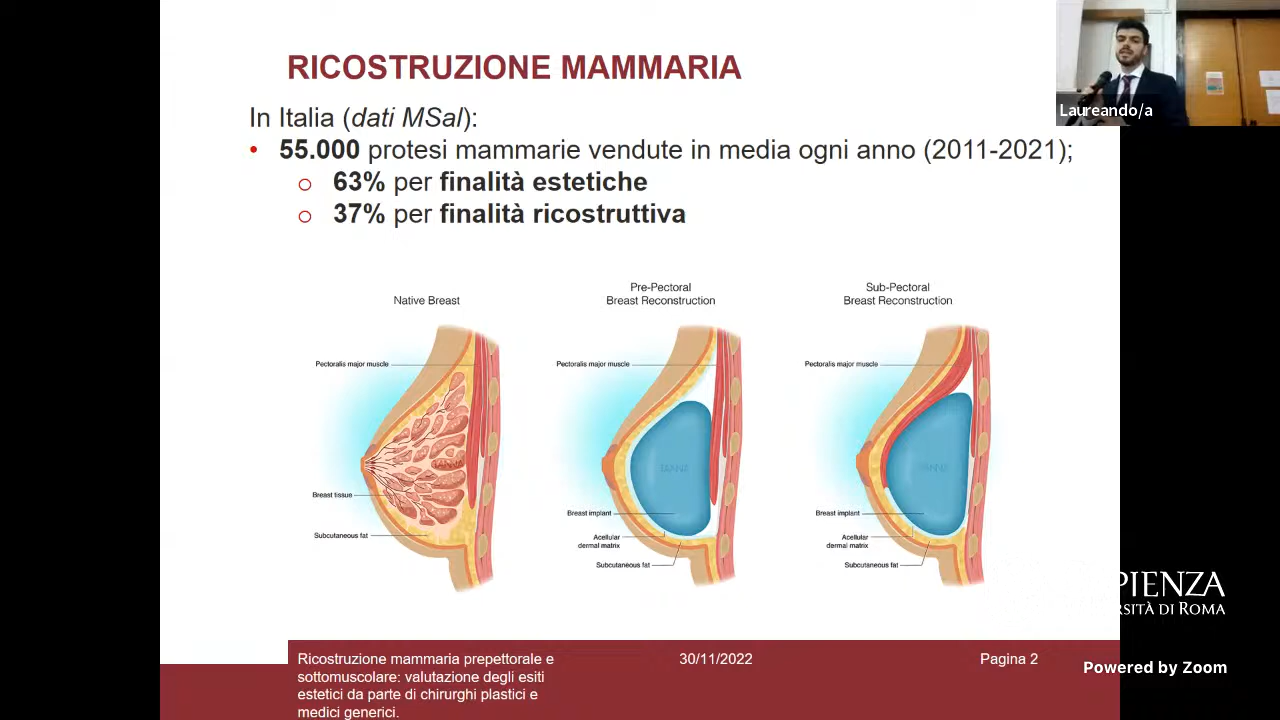 RICOSTRUZIONE MAMMARIA
Laureando/a
In Italia (dati MSal):
• 55.000 protesi mammarie vendute in media ogni anno (2011-2021);
o 63% per finalità estetiche
o 37% per finalità ricostruttiva
Native Breast
Pectoralis major muscle
Breast tissue
Subcutaneous fat
Pre-Pectoral
Breast Reconstruction
Pectoralis major muscle
Breast implant
Acellular
dermal matrix
Subcutaneous fat
Sub-Pectoral
Breast Reconstruction
Pectoralis major muscle
Breast implant
Acellular
dermal matrix
Subcutaneous fat
PIENZA
RSITÀ DI ROMA
Ricostruzione mammaria prepettorale e
sottomuscolare: valutazione degli esiti
estetici da parte di chirurghi plastici e
medici generici.
30/11/2022
Pagina 2
Powered by Zoom